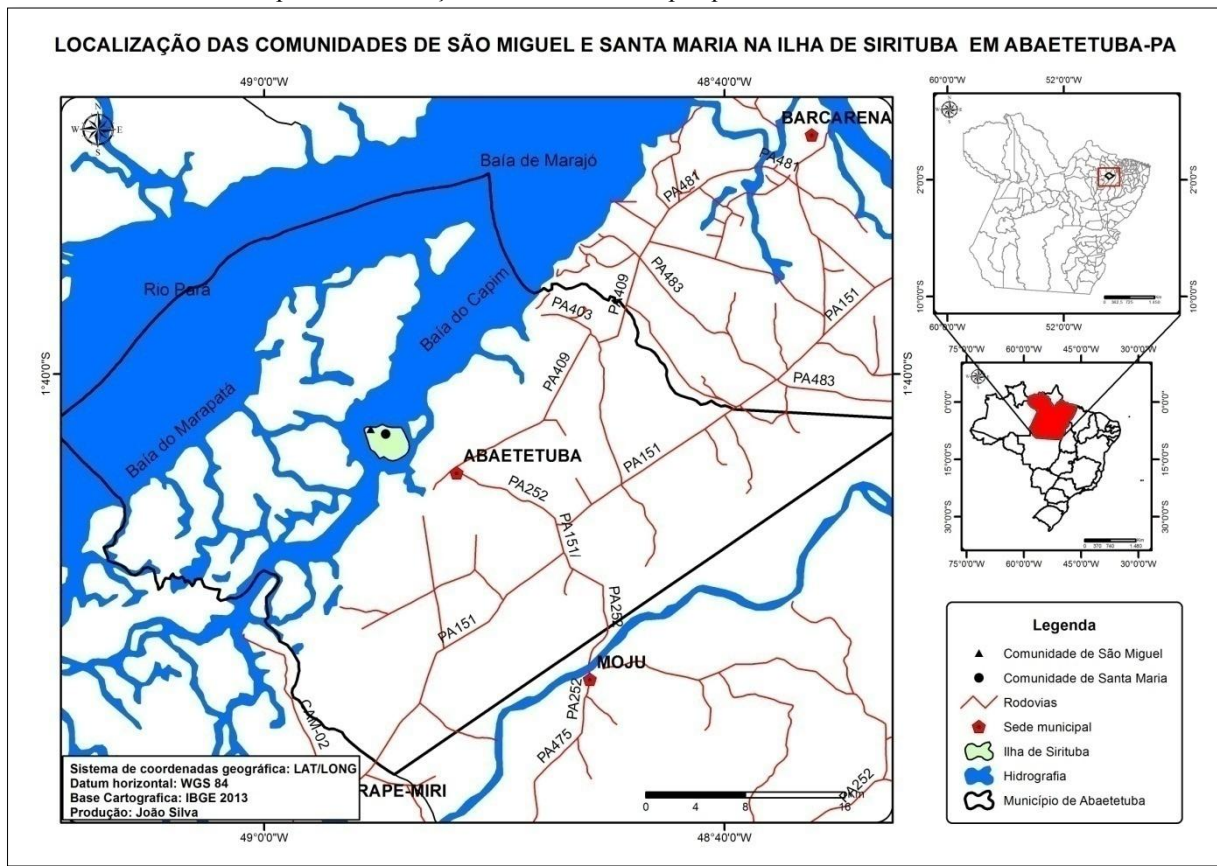 LOCALIZAÇÃO DAS COMUNIDADES DE SÃO MIGUEL E SANTA MARIA NA ILHA DE SIRITUBA EM ABAETETUBA-PA
49°0'0"W
48°40'0"W
N
W
E
S
BARCARENA
Baía de Marajó
PA481
PA481
Rio Pará
Baía do Capim
PA409
PA483
PA403
PA151
PA409
1°40'0"S
1°40'0"S
PA483
Baía do Marapatá
ABAETETUBA
PA151
PA252
PA151/
PA151
PA252
MOJU
PA252
CAM-02
PA475
PA252
RAPE-MIRI
Sistema de coordenadas geográfica: LAT/LONG
Datum horizontal: WGS 84
Base Cartografica: IBGE 2013
Produção: João Silva
0 4 8 16
Km
49°0'0"W
48°40'0"W
60°0'0"W
52°0'0"W
2°0'0"S
2°0'0"S
10°0'0"S
10°0'0"S
60°0'0"W
52°0'0"W
75°0'0"W
60°0'0"W
45°0'0"W
30°0'0"W
0°0'0"
0°0'0"
15°0'0"S
15°0'0"S
30°0'0"S
30°0'0"S
75°0'0"W
60°0'0"W
45°0'0"W
30°0'0"W
Legenda
Comunidade de São Miguel
Comunidade de Santa Maria
Rodovias
Sede municipal
Ilha de Sirituba
Hidrografia
Município de Abaetetuba